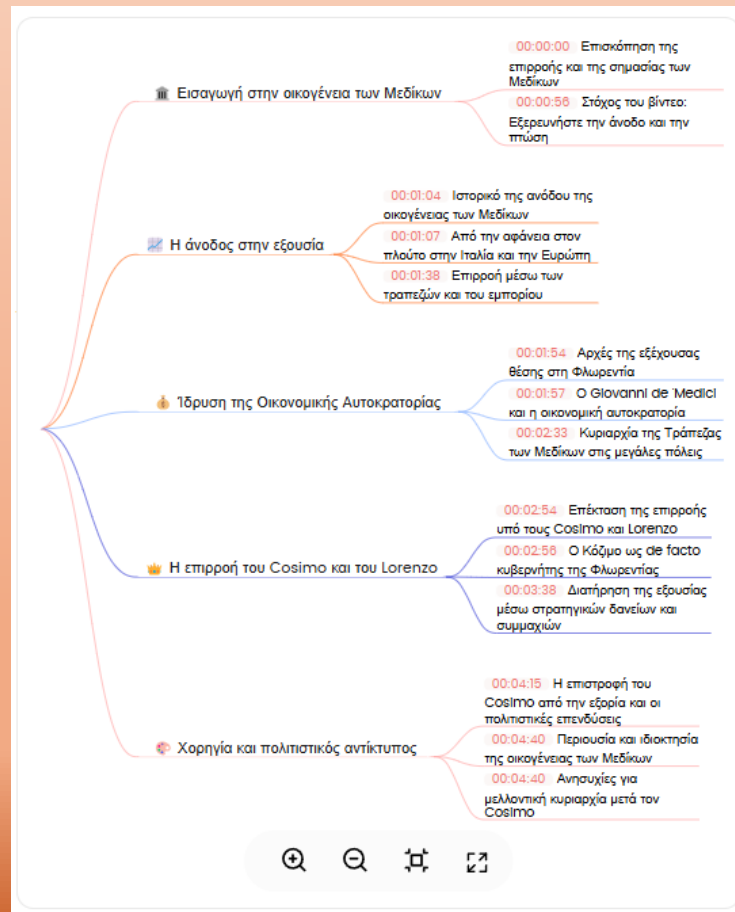 🏛️ Εισαγωγή στην οικογένεια των Μεδίκων
00:00:00 Επισκόπηση της
επιρροής και της σημασίας των
Μεδίκων
00:00:56 Στόχος του βίντεο:
Εξερευνήστε την άνοδο και την
πτώση
📈 Η άνοδος στην εξουσία
00:01:04 Ιστορικό της ανόδου της
οικογένειας των Μεδίκων
00:01:07 Από την αφάνεια στον
πλούτο στην Ιταλία και την Ευρώπη
00:01:38 Επιρροή μέσω των
τραπεζών και του εμπορίου
💰 Ίδρυση της Οικονομικής Αυτοκρατορίας
00:01:54 Αρχές της εξέχουσας
θέσης στη Φλωρεντία
00:01:57 Ο Giovanni de 'Medici
και η οικονομική αυτοκρατορία
00:02:33 Κυριαρχία της Τράπεζας
των Μεδίκων στις μεγάλες πόλεις
👑 Η επιρροή του Cosimo και του Lorenzo
00:02:54 Επέκταση της επιρροής
υπό τους Cosimo και Lorenzo
00:02:56 Ο Κόζιμο ως de facto
κυβερνήτης της Φλωρεντίας
00:03:38 Διατήρηση της εξουσίας
μέσω στρατηγικών δανείων και
συμμαχιών
🎨 Χορηγία και πολιτιστικός αντίκτυπος
00:04:15 Η επιστροφή του
Cosimo από την εξορία και οι
πολιτιστικές επενδύσεις
00:04:40 Περιουσία και ιδιοκτησία
της οικογένειας των Μεδίκων
00:04:40 Ανησυχίες για
μελλοντική κυριαρχία μετά τον
Cosimo